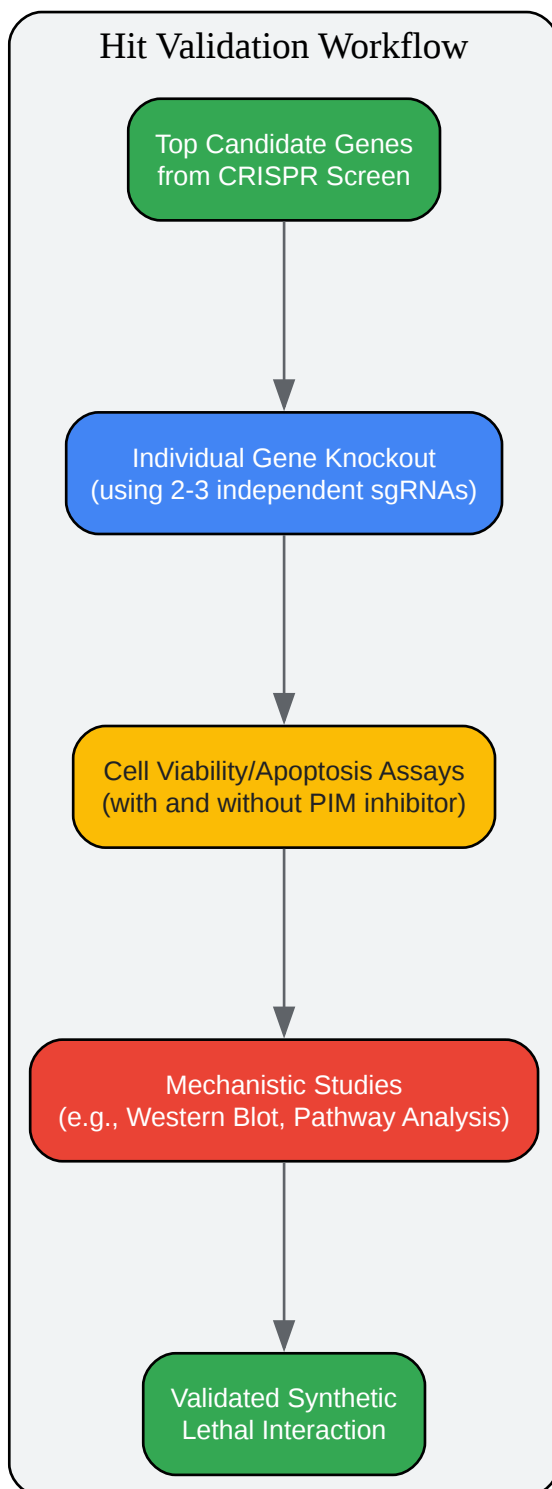 Hit Validation Workflow
Top Candidate Genes
from CRISPR Screen
Individual Gene Knockout
(using 2-3 independent sgRNAs)
Cell Viability/Apoptosis Assays
(with and without PIM inhibitor)
Mechanistic Studies
(e.g., Western Blot, Pathway Analysis)
Validated Synthetic
Lethal Interaction